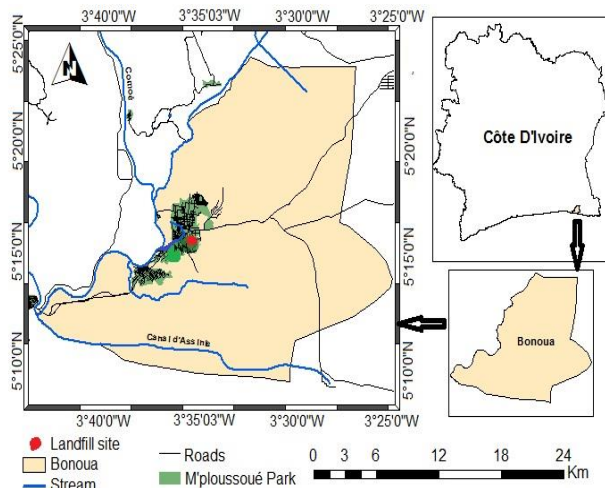 3°40'0"W 3°35'03"W 3°30'0"W 3°25'0"W
5°25'0"N
5°20'0"N
5°15'0"N
5°10'0"N
N
Comoé
Canal d'Assinie
5°25'0"N
5°20'0"N
5°15'0"N
5°10'0"N
3°40'0"W 3°35'03"W 3°30'0"W 3°25'0"W
Côte D'Ivoire
Bonoua
Landfill site
Bonoua
Stream
Roads
M'ploussoué Park
0 3 6 12 18 24
Km